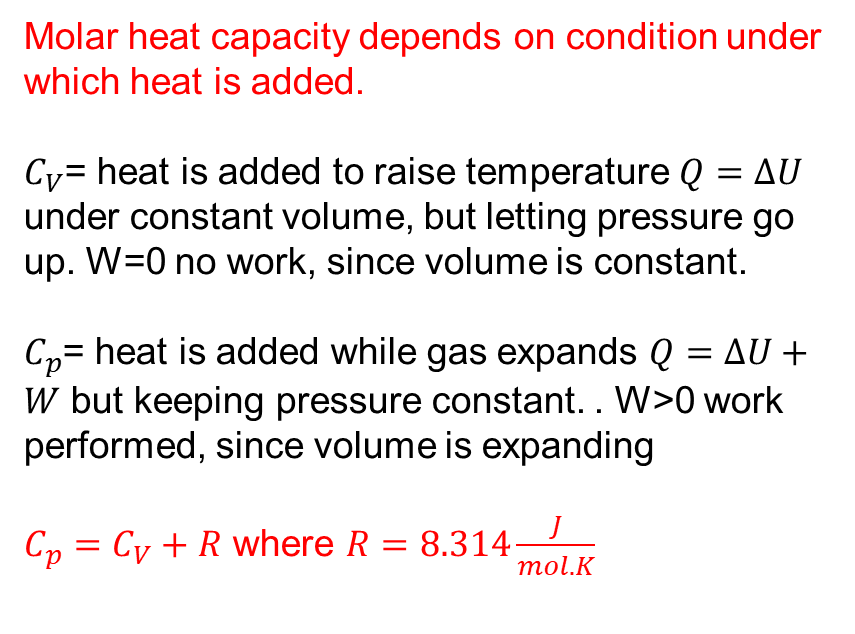 Molar heat capacity depends on condition under
which heat is added.
C_V= heat is added to raise temperature Q = ΔU
under constant volume, but letting pressure go
up. W=0 no work, since volume is constant.
C_p= heat is added while gas expands Q = ΔU +
W but keeping pressure constant. . W>0 work
performed, since volume is expanding
C_p = C_V + R where R = 8.314 J/mol.K